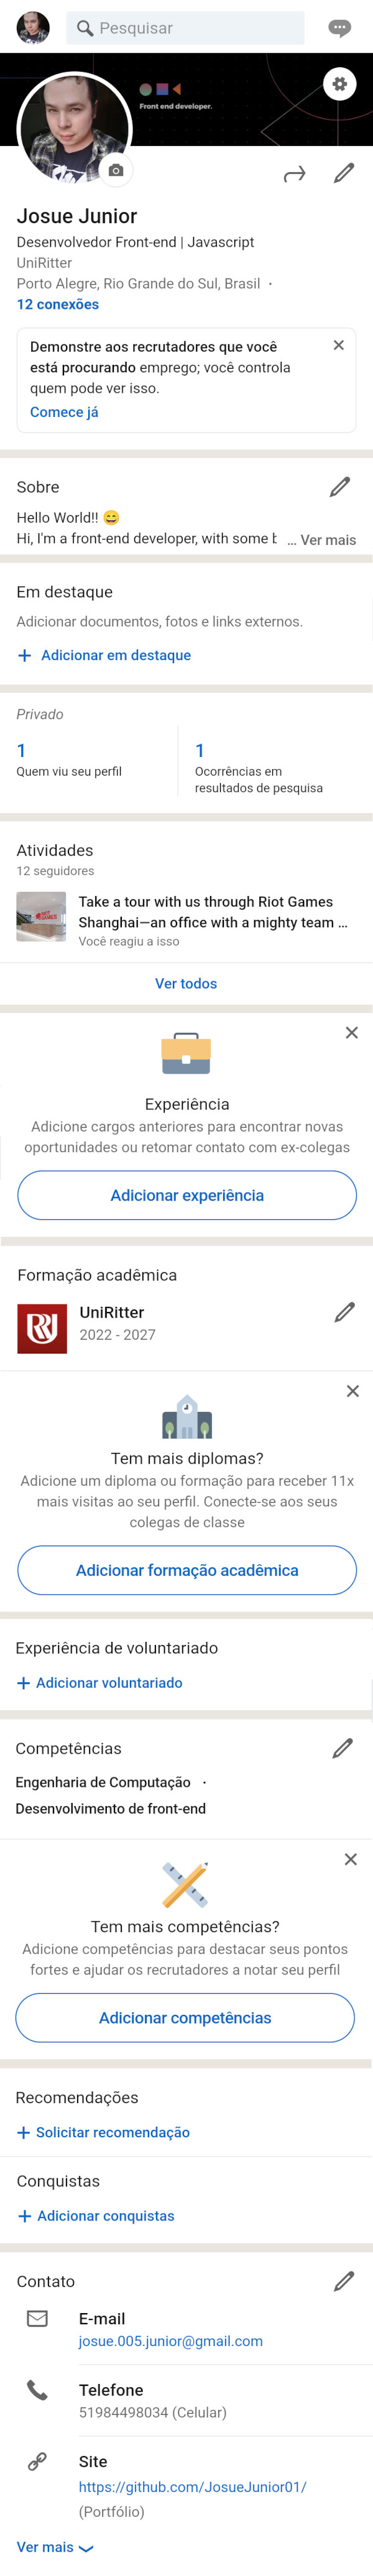 Pesquisar
Front end developer.
Josue Junior
Desenvolvedor Front-end | Javascript
UniRitter
Porto Alegre, Rio Grande do Sul, Brasil ·
12 conexões
Demonstre aos recrutadores que você
está procurando emprego; você controla
quem pode ver isso.
Comece já
Sobre
Hello World!! 😄
Hi, I'm a front-end developer, with some ... Ver mais
Em destaque
Adicionar documentos, fotos e links externos.
+ Adicionar em destaque
Privado
1
Quem viu seu perfil
1
Ocorrências em
resultados de pesquisa
Atividades
12 seguidores
Take a tour with us through Riot Games
Shanghai—an office with a mighty team ...
Você reagiu a isso
Ver todos
Experiência
Adicione cargos anteriores para encontrar novas
oportunidades ou retomar contato com ex-colegas
Adicionar experiência
Formação acadêmica
UniRitter
2022 - 2027
Tem mais diplomas?
Adicione um diploma ou formação para receber 11x
mais visitas ao seu perfil. Conecte-se aos seus
colegas de classe
Adicionar formação acadêmica
Experiência de voluntariado
+ Adicionar voluntariado
Competências
Engenharia de Computação ·
Desenvolvimento de front-end
Tem mais competências?
Adicione competências para destacar seus pontos
fortes e ajudar os recrutadores a notar seu perfil
Adicionar competências
Recomendações
+ Solicitar recomendação
Conquistas
+ Adicionar conquistas
Contato
E-mail
josue.005.junior@gmail.com
Telefone
51984498034 (Celular)
Site
https://github.com/JosueJunior01/
(Portfólio)
Ver mais